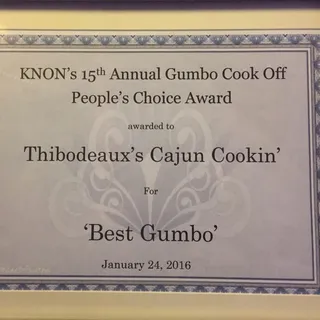 KNON's 15th Annual Gumbo Cook Off
People's Choice Award
awarded to
Thibodeaux's Cajun Cookin'
For
'Best Gumbo'
January 24, 2016